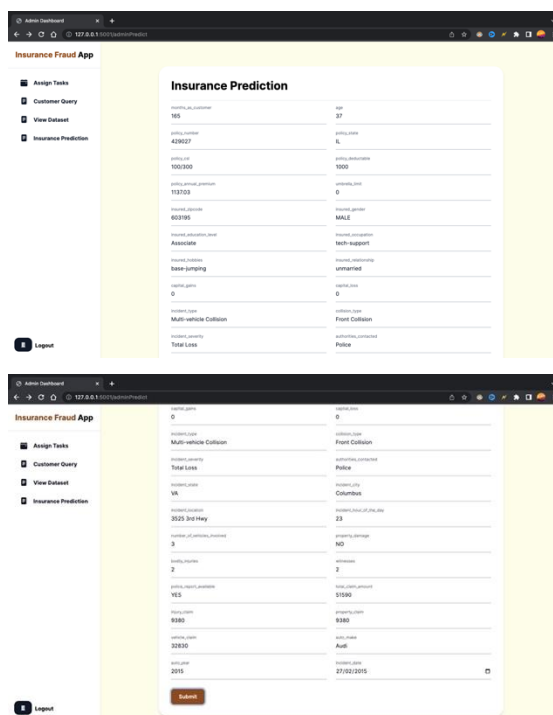 Admin Dashboard
127.0.0.1:5001/adminPredict
Insurance Fraud App
Assign Tasks
Customer Query
View Dataset
Insurance Prediction
Logout
Insurance Prediction
months_as_customer age
165 37
policy_number policy_state
429027 IL
policy_csl policy_deductable
100/300 1000
policy_annual_premium umbrella_limit
1137.03 0
insured_zipcode insured_gender
603195 MALE
insured_education_level insured_occupation
Associate tech-support
insured_hobbies insured_relationship
base-jumping unmarried
capital_gains capital_loss
0 0
incident_type collision_type
Multi-vehicle Collision Front Collision
incident_severity authorities_contacted
Total Loss Police
Admin Dashboard
127.0.0.1:5001/adminPredict
Insurance Fraud App
Assign Tasks
Customer Query
View Dataset
Insurance Prediction
Logout
capital_gains capital_loss
0 0
incident_type collision_type
Multi-vehicle Collision Front Collision
incident_severity authorities_contacted
Total Loss Police
incident_state incident_city
VA Columbus
incident_location incident_hour_of_the_day
3525 3rd Hwy 23
number_of_vehicles_involved property_damage
3 NO
bodily_injuries witnesses
2 2
police_report_available total_claim_amount
YES 51590
injury_claim property_claim
9380 9380
vehicle_claim auto_make
32830 Audi
auto_year incident_date
2015 27/02/2015
Submit